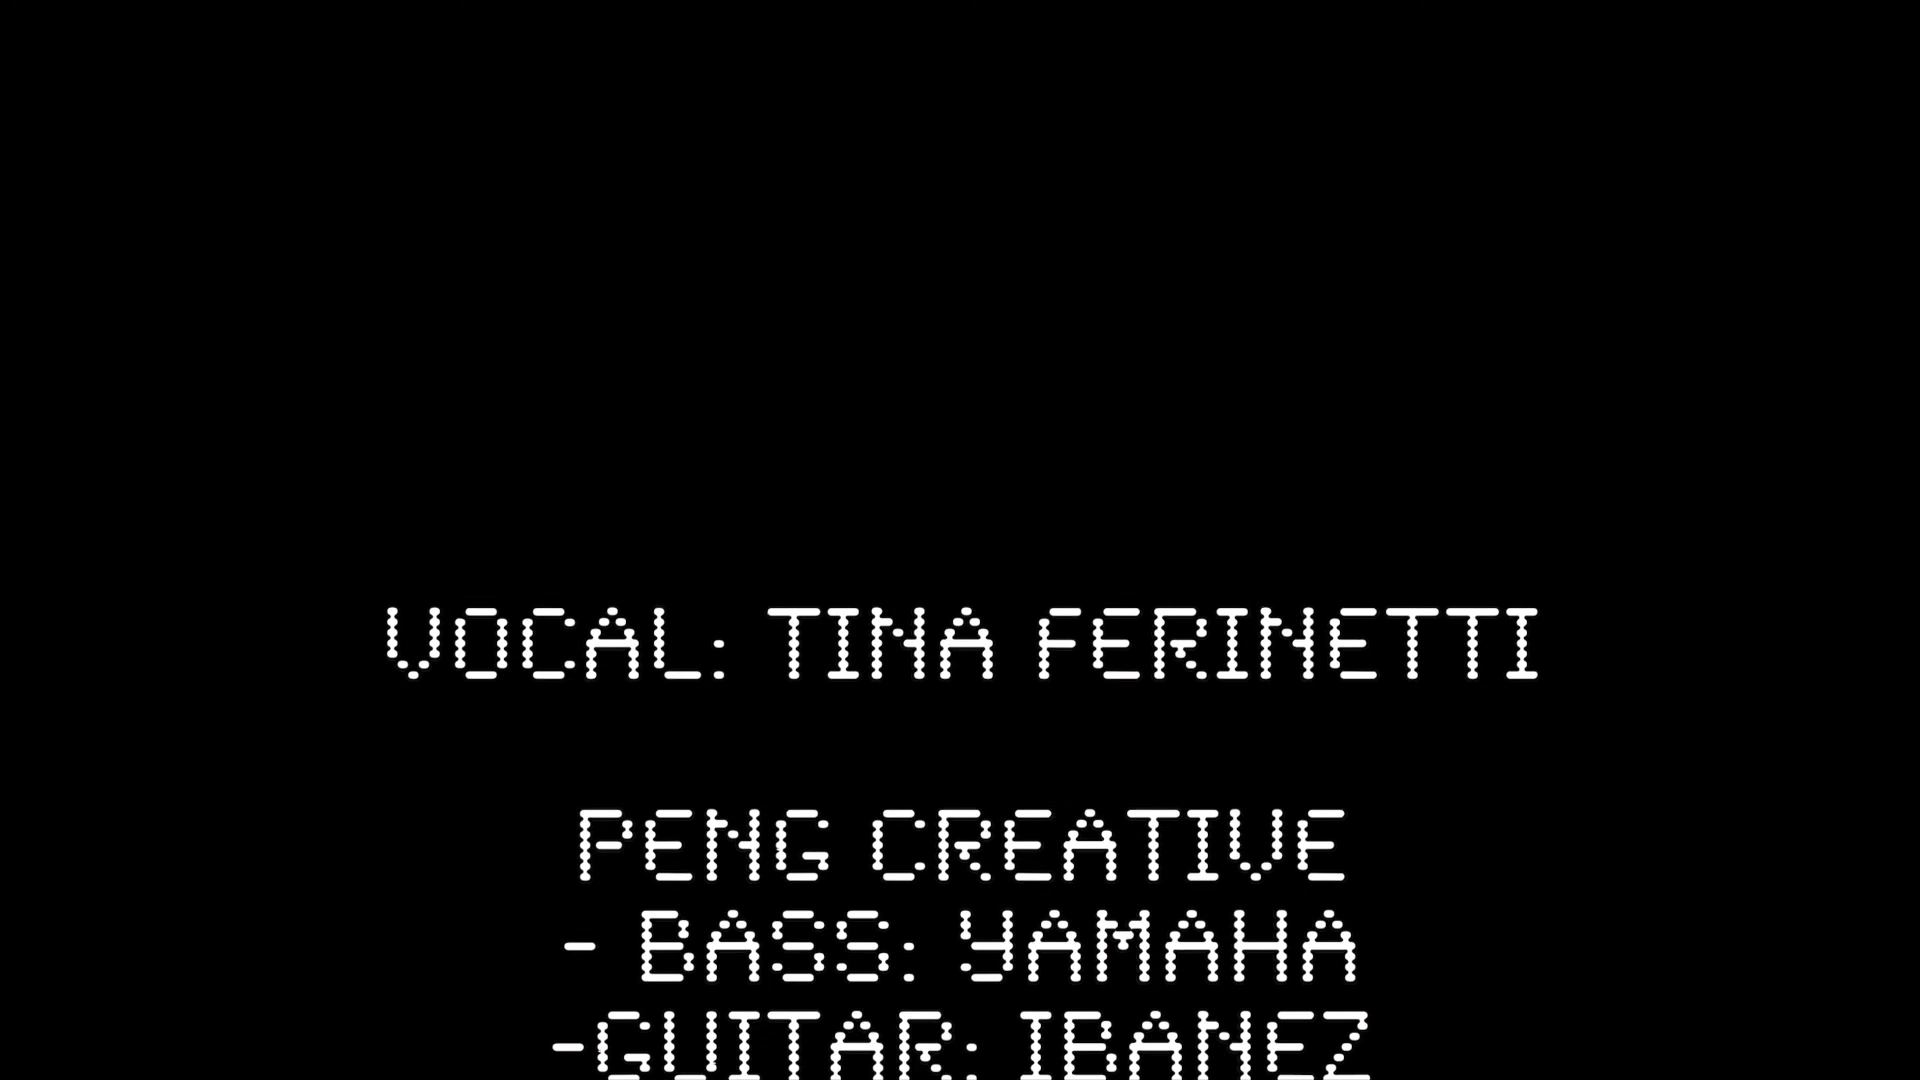 VOCAL: TINA FERINETTI
PENG CREATIVE
- BASS: YAMAHA
-GUITAR: IBANEZ